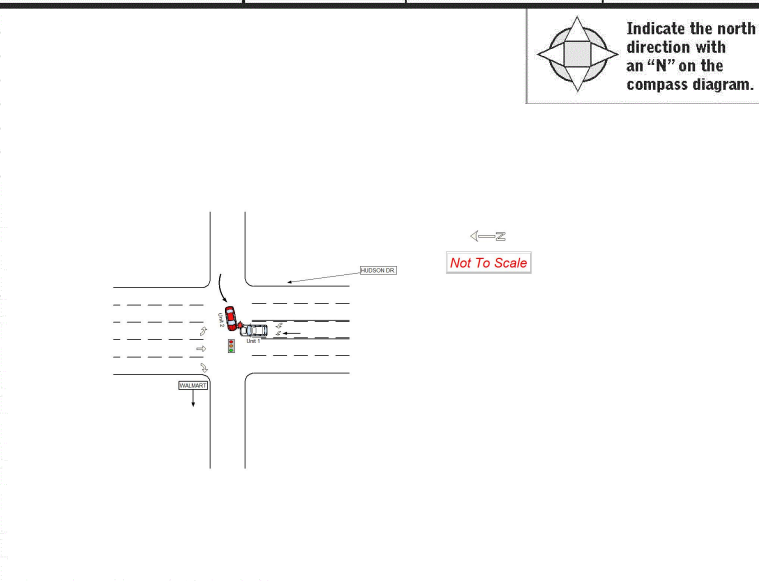 Indicate the north
direction with
an “N” on the
compass diagram.
N
Not To Scale
HUDSON DR.
Unit 2
Unit 1
WALMART